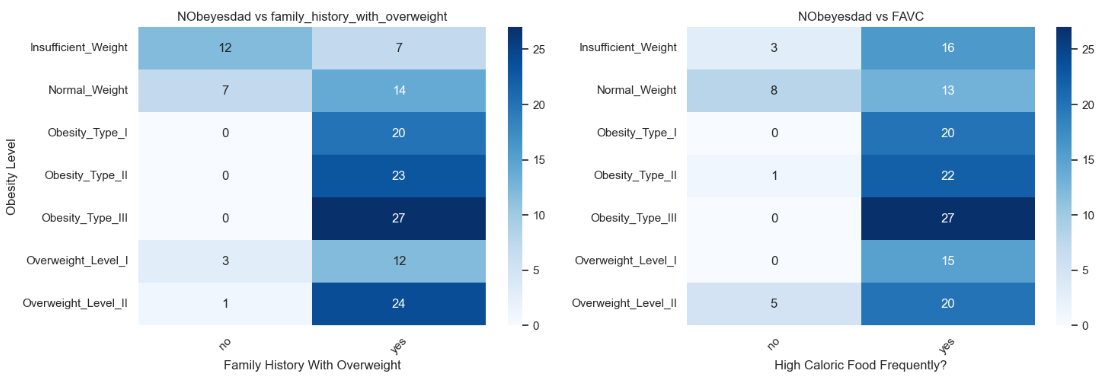 NObeyesdad vs family_history_with_overweight
Obesity Level
Insufficient_Weight 12 7
Normal_Weight 7 14
Obesity_Type_I 0 20
Obesity_Type_II 0 23
Obesity_Type_III 0 27
Overweight_Level_I 3 12
Overweight_Level_II 1 24
no yes
Family History With Overweight
25
20
15
10
5
0
NObeyesdad vs FAVC
Insufficient_Weight 3 16
Normal_Weight 8 13
Obesity_Type_I 0 20
Obesity_Type_II 1 22
Obesity_Type_III 0 27
Overweight_Level_I 0 15
Overweight_Level_II 5 20
no yes
High Caloric Food Frequently?
25
20
15
10
5
0